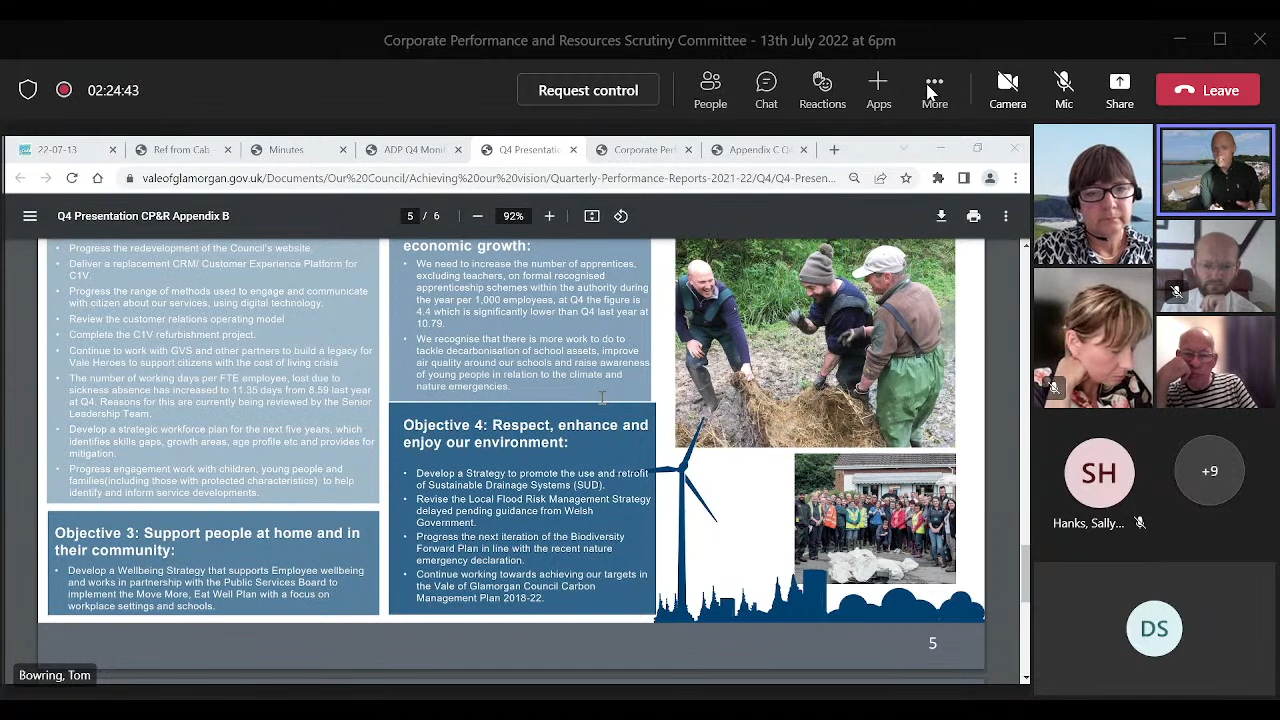 Corporate Performance and Resources Scrutiny Committee - 13th July 2022 at 6pm
02:24:43
Request control
People
Chat
Reactions
Apps
More
Camera
Mic
Share
Leave
22-07-13
Ref from Cab
Minutes
ADP Q4 Moni
Q4 Presentatio
Corporate Per
Appendix C Q
valeofglamorgan.gov.uk/Documents/Our%20Council/Achieving%20our%20vision/Quarterly-Performance-Reports-2021-22/Q4/Q4-Presen...
Q4 Presentation CP&R Appendix B
5 / 6
92%
• Progress the redevelopment of the Council's website.
• Deliver a replacement CRM/ Customer Experience Platform for
C1V.
• Progress the range of methods used to engage and communicate
with citizen about our services, using digital technology.
• Review the customer relations operating model
• Complete the C1V refurbishment project.
• Continue to work with GVS and other partners to build a legacy for
Vale Heroes to support citizens with the cost of living crisis
• The number of working days per FTE employee, lost due to
sickness absence has increased to 11.35 days from 8.59 last year
at Q4. Reasons for this are currently being reviewed by the Senior
Leadership Team.
• Develop a strategic workforce plan for the next five years, which
identifies skills gaps, growth areas, age profile etc and provides for
mitigation.
• Progress engagement work with children, young people and
families(including those with protected characteristics) to help
identify and inform service developments.
Objective 3: Support people at home and in
their community:
• Develop a Wellbeing Strategy that supports Employee wellbeing
and works in partnership with the Public Services Board to
implement the Move More, Eat Well Plan with a focus on
workplace settings and schools.
economic growth:
• We need to increase the number of apprentices,
excluding teachers, on formal recognised
apprenticeship schemes within the authority during
the year per 1,000 employees, at Q4 the figure is
4.4 which is significantly lower than Q4 last year at
10.79.
• We recognise that there is more work to do to
tackle decarbonisation of school assets, improve
air quality around our schools and raise awareness
of young people in relation to the climate and
nature emergencies.
Objective 4: Respect, enhance and
enjoy our environment:
• Develop a Strategy to promote the use and retrofit
of Sustainable Drainage Systems (SUD).
• Revise the Local Flood Risk Management Strategy
delayed pending guidance from Welsh
Government.
• Progress the next iteration of the Biodiversity
Forward Plan in line with the recent nature
emergency declaration.
• Continue working towards achieving our targets in
the Vale of Glamorgan Council Carbon
Management Plan 2018-22.
5
Bowring, Tom
SH
Hanks, Sally...
+9
DS